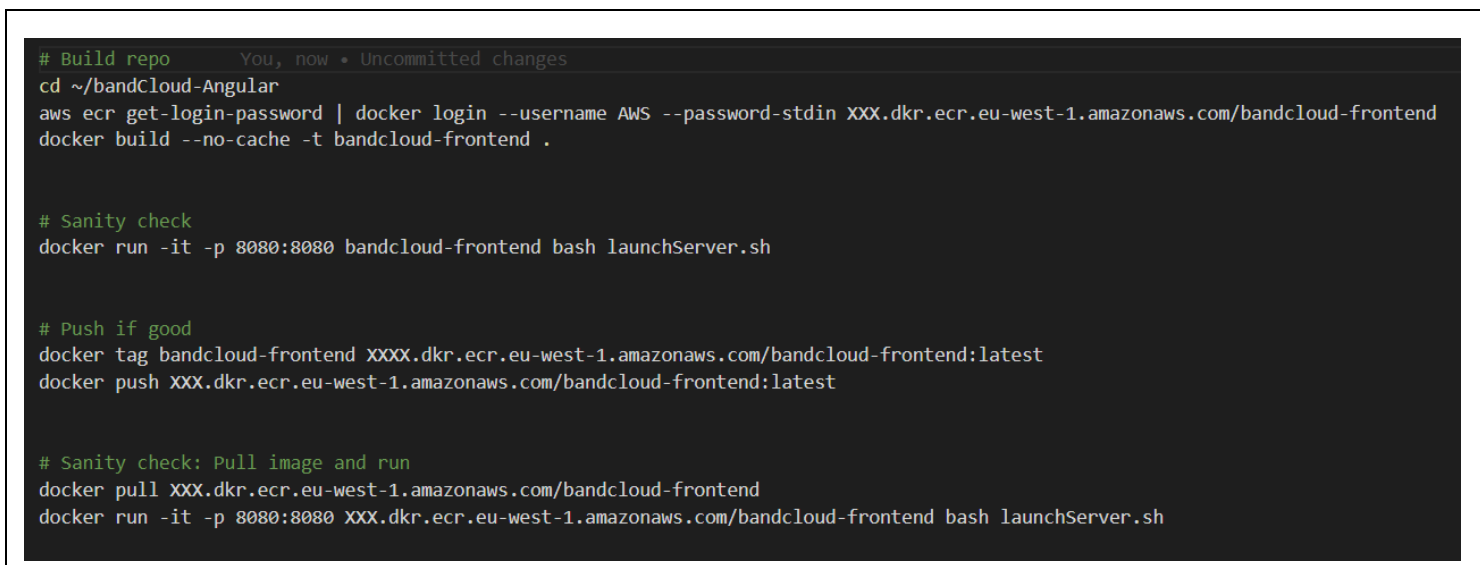 # Build repo You, now • Uncommitted changes
cd ~/bandCloud-Angular
aws ecr get-login-password | docker login --username AWS --password-stdin XXX.dkr.ecr.eu-west-1.amazonaws.com/bandcloud-frontend
docker build --no-cache -t bandcloud-frontend .
# Sanity check
docker run -it -p 8080:8080 bandcloud-frontend bash launchServer.sh
# Push if good
docker tag bandcloud-frontend XXXX.dkr.ecr.eu-west-1.amazonaws.com/bandcloud-frontend:latest
docker push XXX.dkr.ecr.eu-west-1.amazonaws.com/bandcloud-frontend:latest
# Sanity check: Pull image and run
docker pull XXX.dkr.ecr.eu-west-1.amazonaws.com/bandcloud-frontend
docker run -it -p 8080:8080 XXX.dkr.ecr.eu-west-1.amazonaws.com/bandcloud-frontend bash launchServer.sh